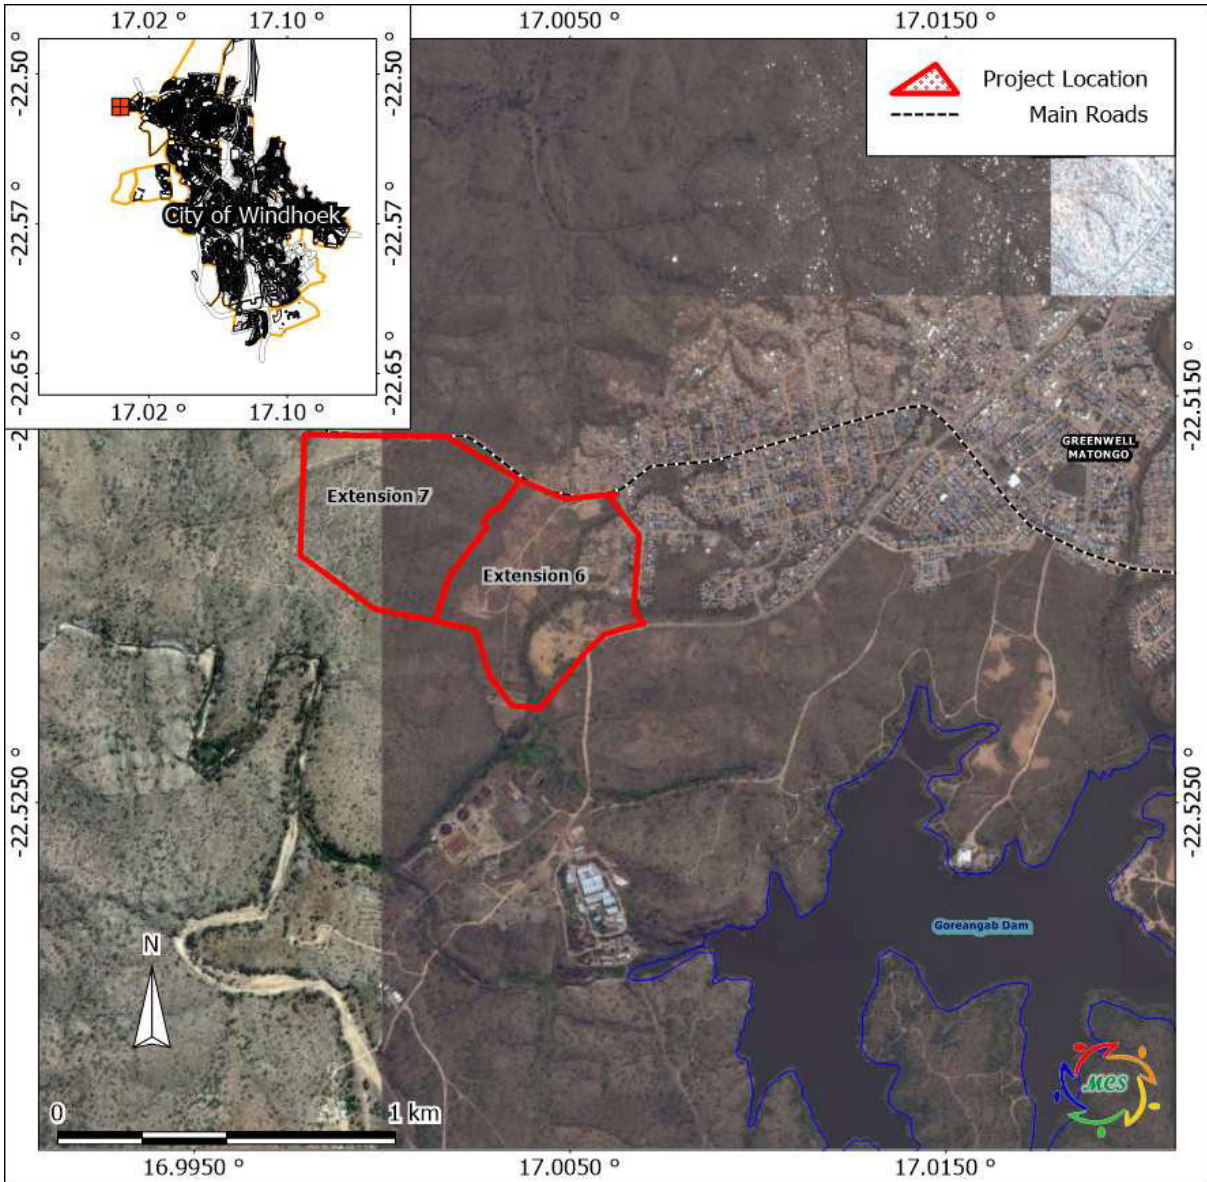 17.02 °
17.10 °
17.0050 °
17.0150 °
-22.50 °
-22.57 °
-22.65 °
-22.50 °
-22.57 °
-22.65 °
City of Windhoek
17.02 °
17.10 °
Project Location
Main Roads
-22.5150 °
GREENWELL
MATONGO
Extension 7
Extension 6
-22.5250 °
-22.5250 °
Goreangab Dam
N
MCS
0
1 km
16.9950 °
17.0050 °
17.0150 °